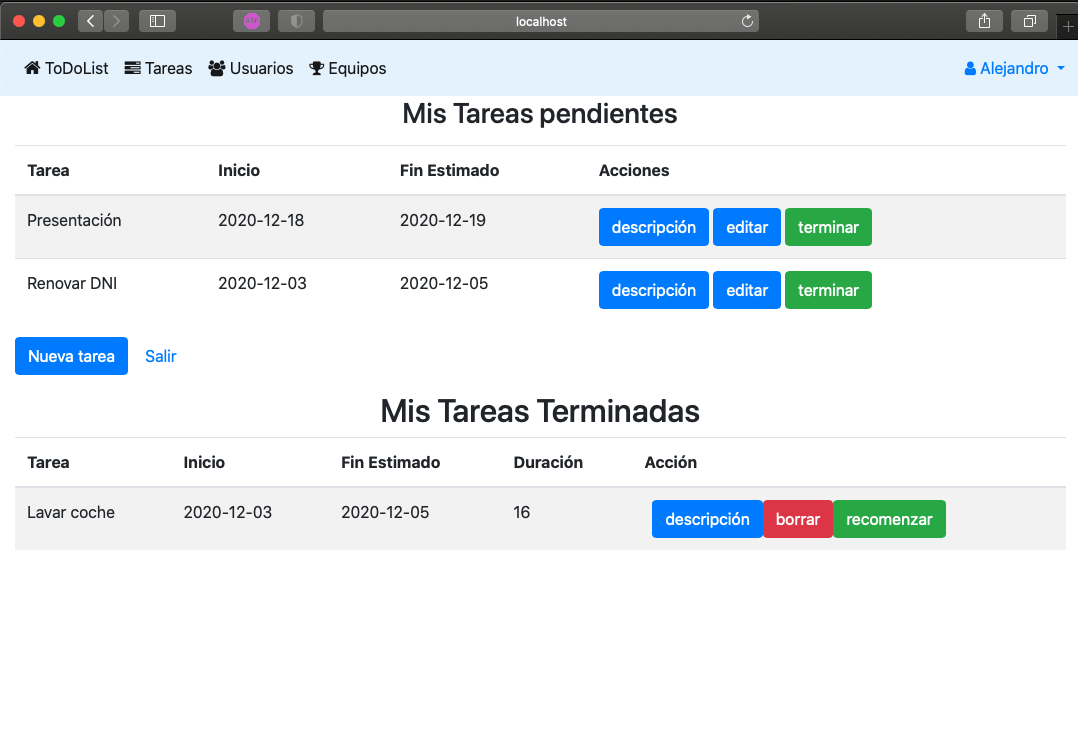 localhost
ToDoList Tareas Usuarios Equipos Alejandro
Mis Tareas pendientes
Tarea Inicio Fin Estimado Acciones
Presentación 2020-12-18 2020-12-19 descripción editar terminar
Renovar DNI 2020-12-03 2020-12-05 descripción editar terminar
Nueva tarea Salir
Mis Tareas Terminadas
Tarea Inicio Fin Estimado Duración Acción
Lavar coche 2020-12-03 2020-12-05 16 descripción borrar recomenzar